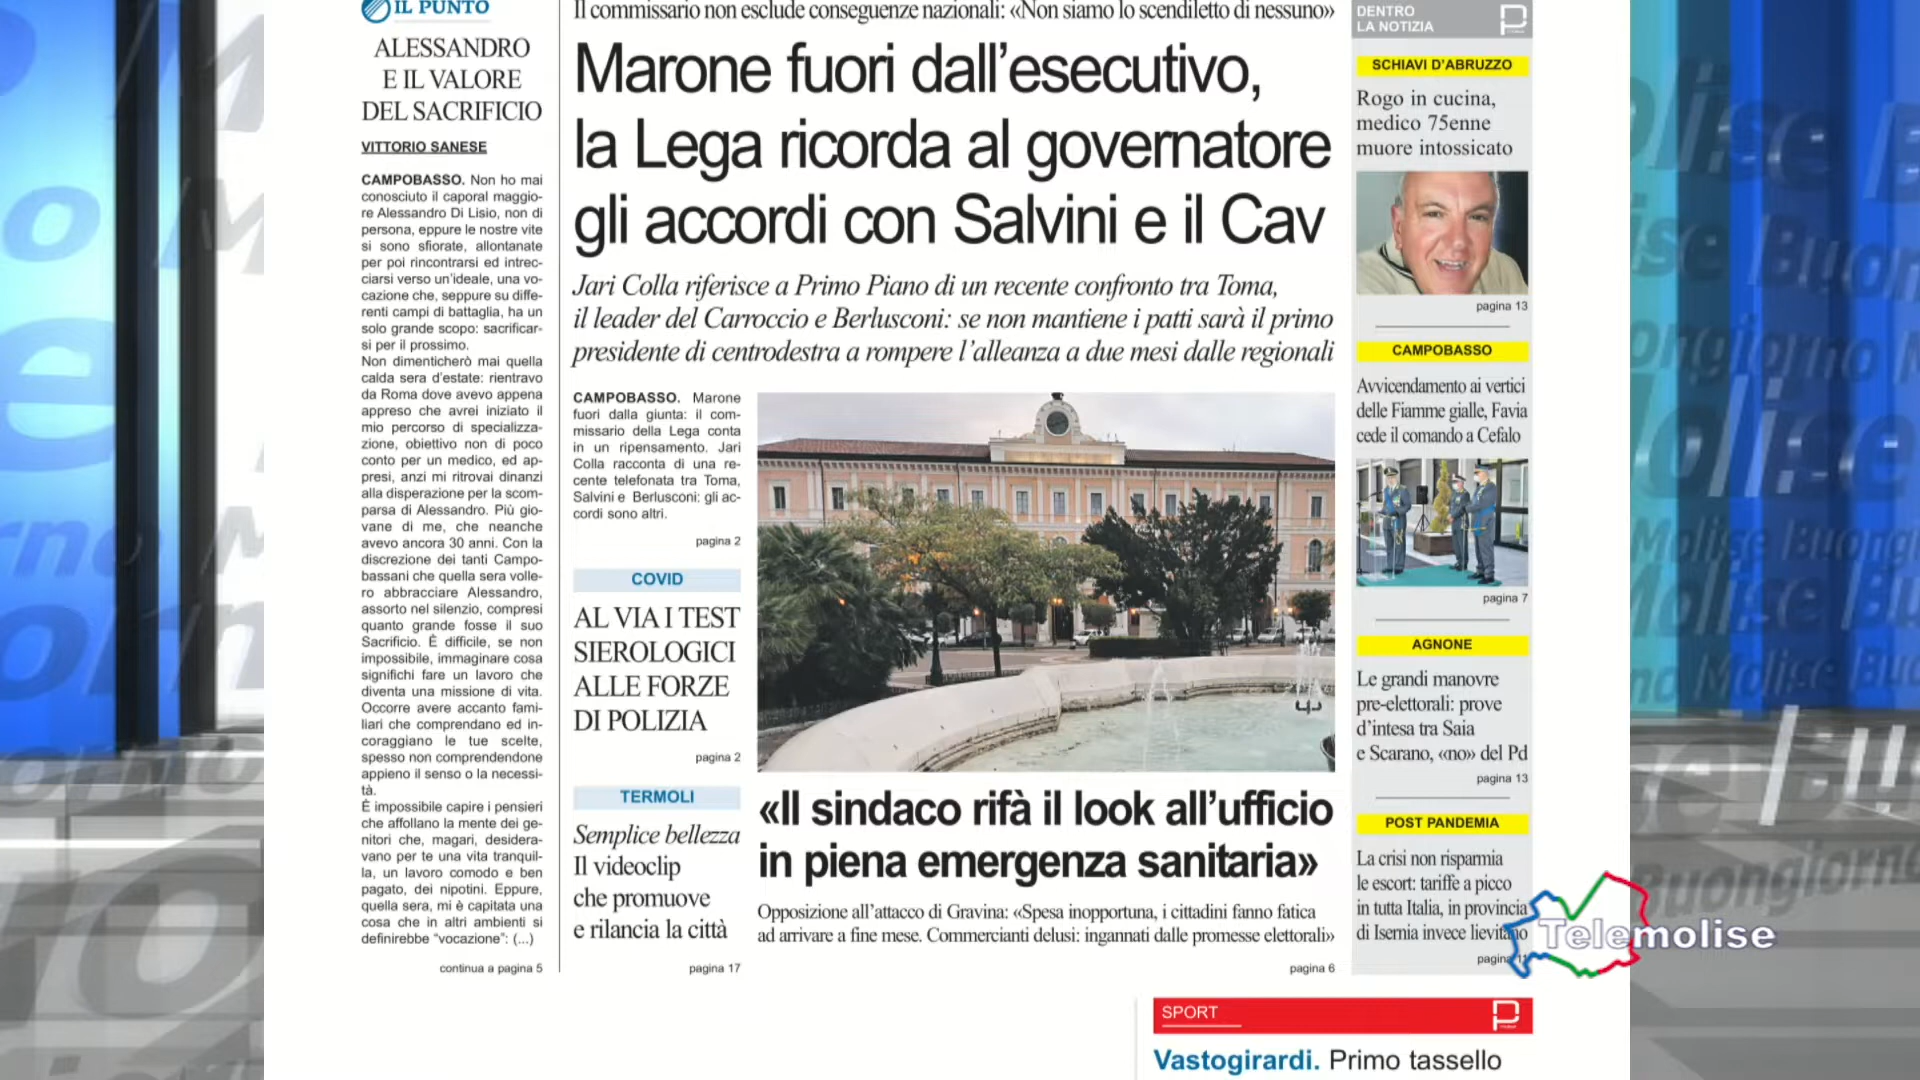 IL PUNTO
ALESSANDRO
E IL VALORE
DEL SACRIFICIO
VITTORIO SANESE
CAMPOBASSO. Non ho mai
conosciuto il caporal maggio-
re Alessandro Di Lisio, non di
persona, eppure le nostre vite
si sono sfiorate, allontanate
per poi rincontrarsi ed intrec-
ciarsi verso un'ideale, una vo-
cazione che, seppure su diffe-
renti campi di battaglia, ha un
solo grande scopo: sacrificar-
si per il prossimo.
Non dimenticherò mai quella
calda sera d'estate: rientravo
da Roma dove avevo appena
appreso che avrei iniziato il
mio percorso di specializza-
zione, obiettivo non di poco
conto per un medico, ed ap-
presi, anzi mi ritrovai dinanzi
alla disperazione per la scom-
parsa di Alessandro. Più gio-
vane di me, che neanche
avevo ancora 30 anni. Con la
discrezione dei tanti Campo-
bassani che quella sera volle-
ro abbracciare Alessandro,
assorto nel silenzio, compresi
quanto grande fosse il suo
Sacrificio. È difficile, se non
impossibile, immaginare cosa
significhi fare un lavoro che
diventa una missione di vita.
Occorre avere accanto fami-
liari che comprendano ed in-
coraggiano le tue scelte,
spesso non comprendendone
appieno il senso o la necessi-
tà.
È impossibile capire i pensieri
che affollano la mente dei ge-
nitori che, magari, desidera-
vano per te una vita tranquil-
la, un lavoro comodo e ben
pagato, dei nipotini. Eppure,
quella sera, mi è capitata una
cosa che in altri ambienti si
definirebbe "vocazione": (...)
continua a pagina 5
Il commissario non esclude conseguenze nazionali: «Non siamo lo scendiletto di nessuno»
Marone fuori dall'esecutivo,
la Lega ricorda al governatore
gli accordi con Salvini e il Cav
Jari Colla riferisce a Primo Piano di un recente confronto tra Toma,
il leader del Carroccio e Berlusconi: se non mantiene i patti sarà il primo
presidente di centrodestra a rompere l'alleanza a due mesi dalle regionali
CAMPOBASSO. Marone
fuori dalla giunta: il com-
missario della Lega conta
in un ripensamento. Jari
Colla racconta di una re-
cente telefonata tra Toma,
Salvini e Berlusconi: gli ac-
cordi sono altri.
pagina 2
COVID
AL VIA I TEST
SIEROLOGICI
ALLE FORZE
DI POLIZIA
pagina 2
TERMOLI
Semplice bellezza
Il videoclip
che promuove
e rilancia la città
pagina 17
«Il sindaco rifà il look all'ufficio
in piena emergenza sanitaria»
Opposizione all'attacco di Gravina: «Spesa inopportuna, i cittadini fanno fatica
ad arrivare a fine mese. Commercianti delusi: ingannati dalle promesse elettorali»
pagina 6
DENTRO
LA NOTIZIA
SCHIAVI D'ABRUZZO
Rogo in cucina,
medico 75enne
muore intossicato
pagina 13
CAMPOBASSO
Avvicendamento ai vertici
delle Fiamme gialle, Favia
cede il comando a Cefalo
pagina 7
AGNONE
Le grandi manovre
pre-elettorali: prove
d'intesa tra Saia
e Scarano, «no» del Pd
pagina 13
POST PANDEMIA
La crisi non risparmia
le escort: tariffe a picco
in tutta Italia, in provincia
di Isernia invece lievitano
pagina 11
Telemolise
SPORT
Vastogirardi. Primo tassello